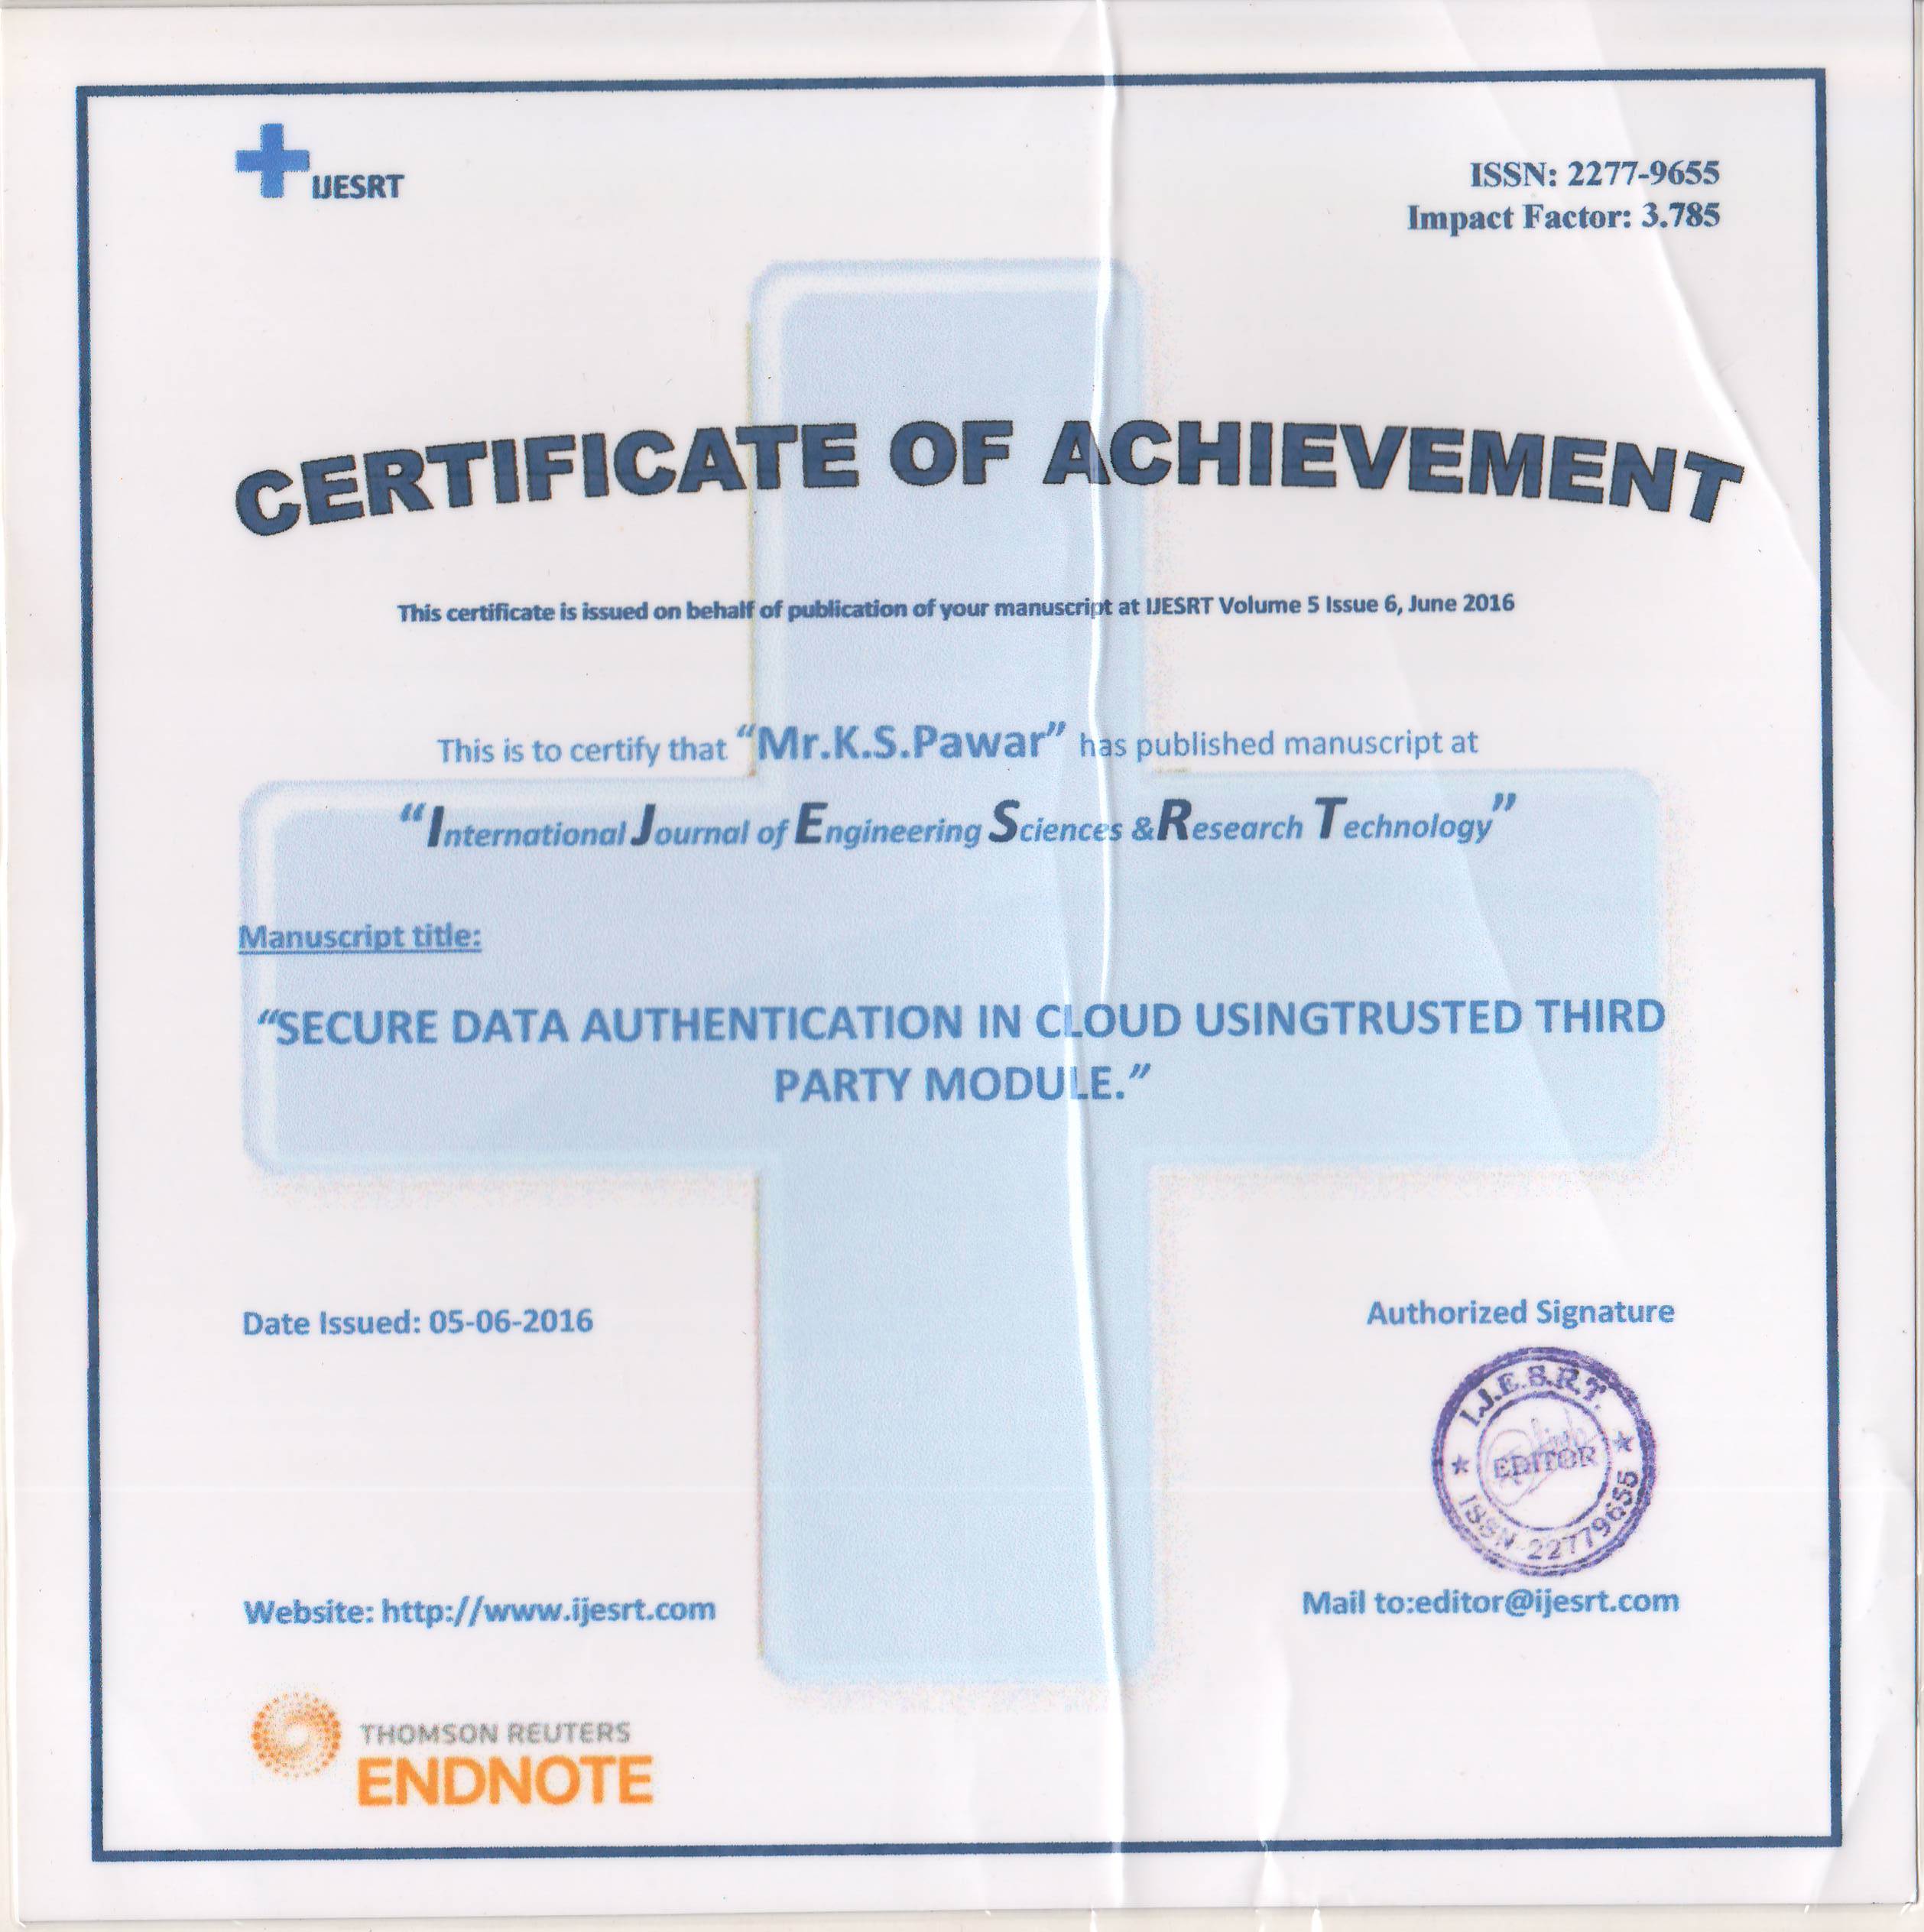 IJESRT
ISSN: 2277-9655
Impact Factor: 3.785
CERTIFICATE OF ACHIEVEMENT
This certificate is issued on behalf of publication of your manuscript at IJESRT Volume 5 Issue 6, June 2016
This is to certify that “Mr.K.S.Pawar” has published manuscript at
“International Journal of Engineering Sciences &Research Technology”
Manuscript title:
“SECURE DATA AUTHENTICATION IN CLOUD USINGTRUSTED THIRD
PARTY MODULE.”
Date Issued: 05-06-2016
Authorized Signature
I.J.E.S.R.T.
EDITOR
ISSN-22779655
Website: http://www.ijesrt.com
Mail to:editor@ijesrt.com
THOMSON REUTERS
ENDNOTE